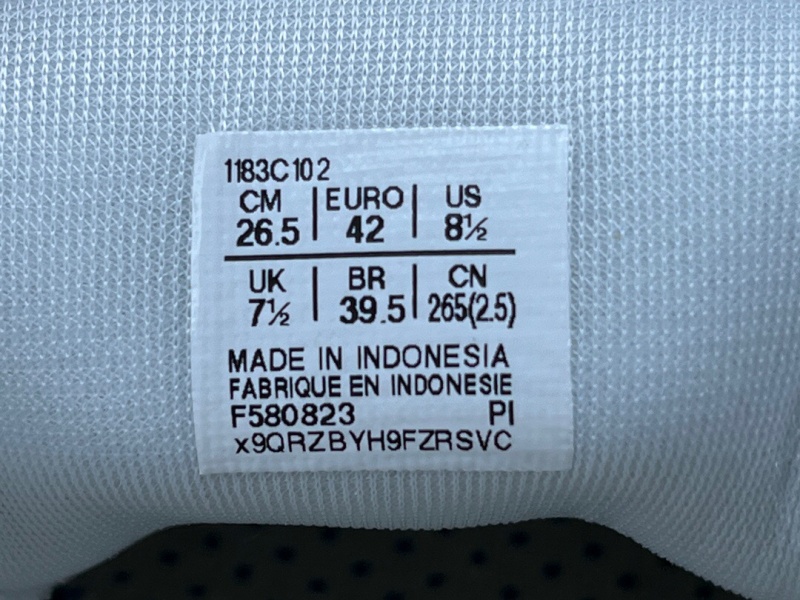 1183C102
CM | EURO | US
26.5 | 42 | 8½
UK | BR | CN
7½ | 39.5 | 265(2.5)
MADE IN INDONESIA
FABRIQUE EN INDONESIE
F580823 PI
x9QRZBYH9FZRSVC